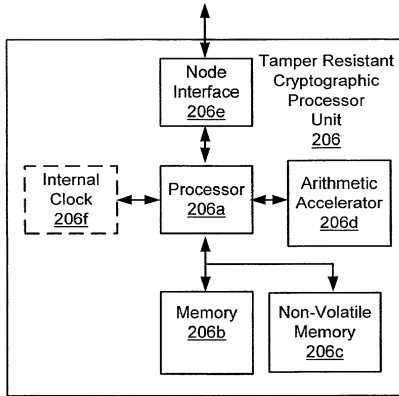 Node
Interface
206e
Tamper Resistant
Cryptographic
Processor
Unit
206
Internal
Clock
206f
Processor
206a
Arithmetic
Accelerator
206d
Memory
206b
Non-Volatile
Memory
206c